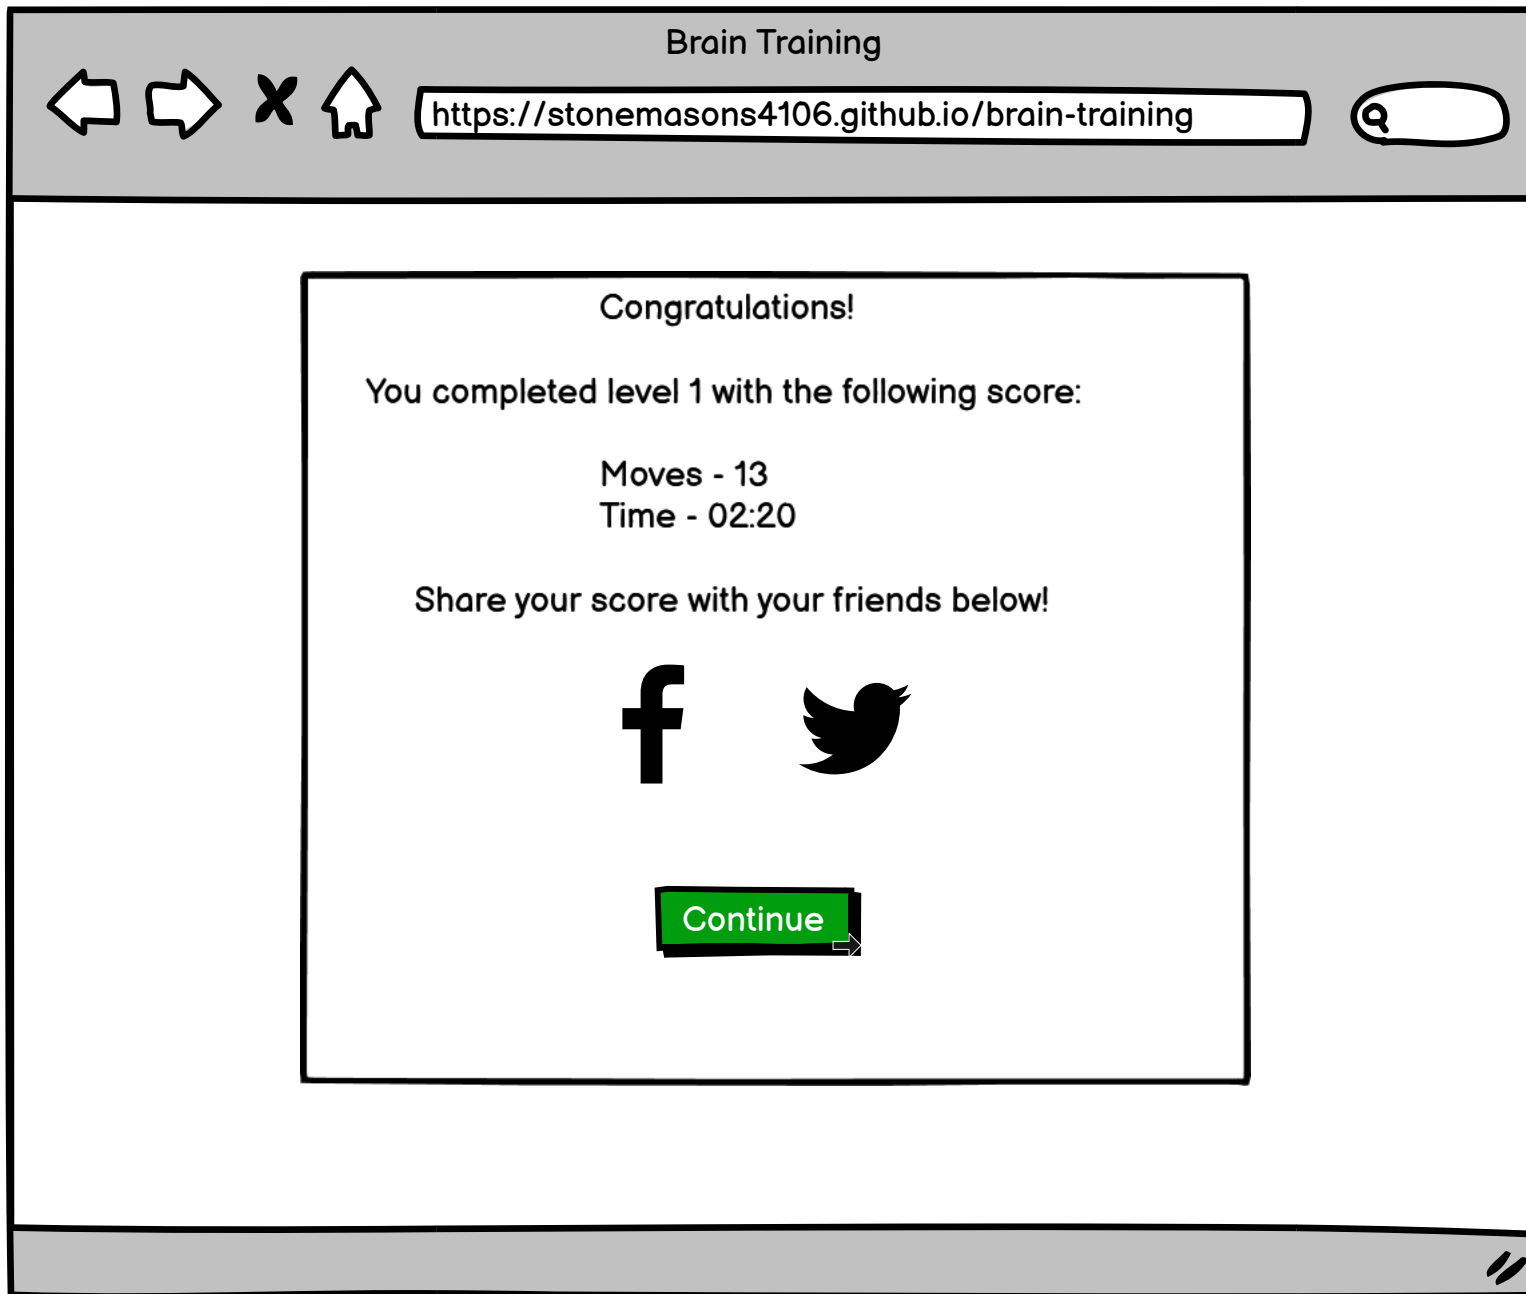 Brain Training
https://stonemasons4106.github.io/brain-training
Congratulations!
You completed level 1 with the following score:
Moves - 13
Time - 02:20
Share your score with your friends below!
Continue